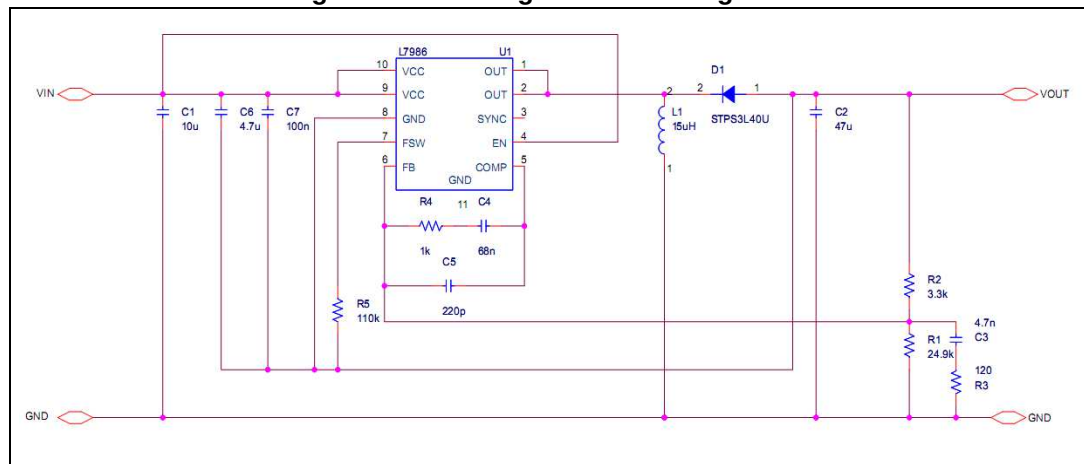 L7986 U1
10 VCC OUT 1
9 VCC OUT 2
8 GND SYNC 3
7 FSW EN 4
6 FB COMP 5
GND
11
VIN
C1
10u
C6
4.7u
C7
100n
R4
1k
C4
68n
C5
220p
R5
110k
2
L1
15uH
1
D1
2 1
STPS3L40U
C2
47u
VOUT
R2
3.3k
R1
24.9k
4.7n
C3
120
R3
GND
GND